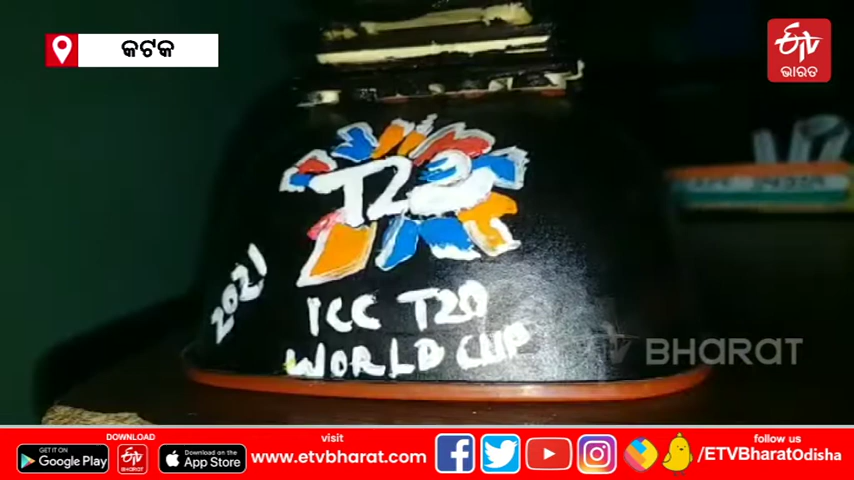 କଟକ
ETV
ଭାରତ
T20
2021
ICC T20
WORLD CUP
BHARAT
DOWNLOAD
GET IT ON
Google Play
ETV
BHARAT
Download on the
App Store
visit
www.etvbharat.com
follow us
/ETVBharatOdisha